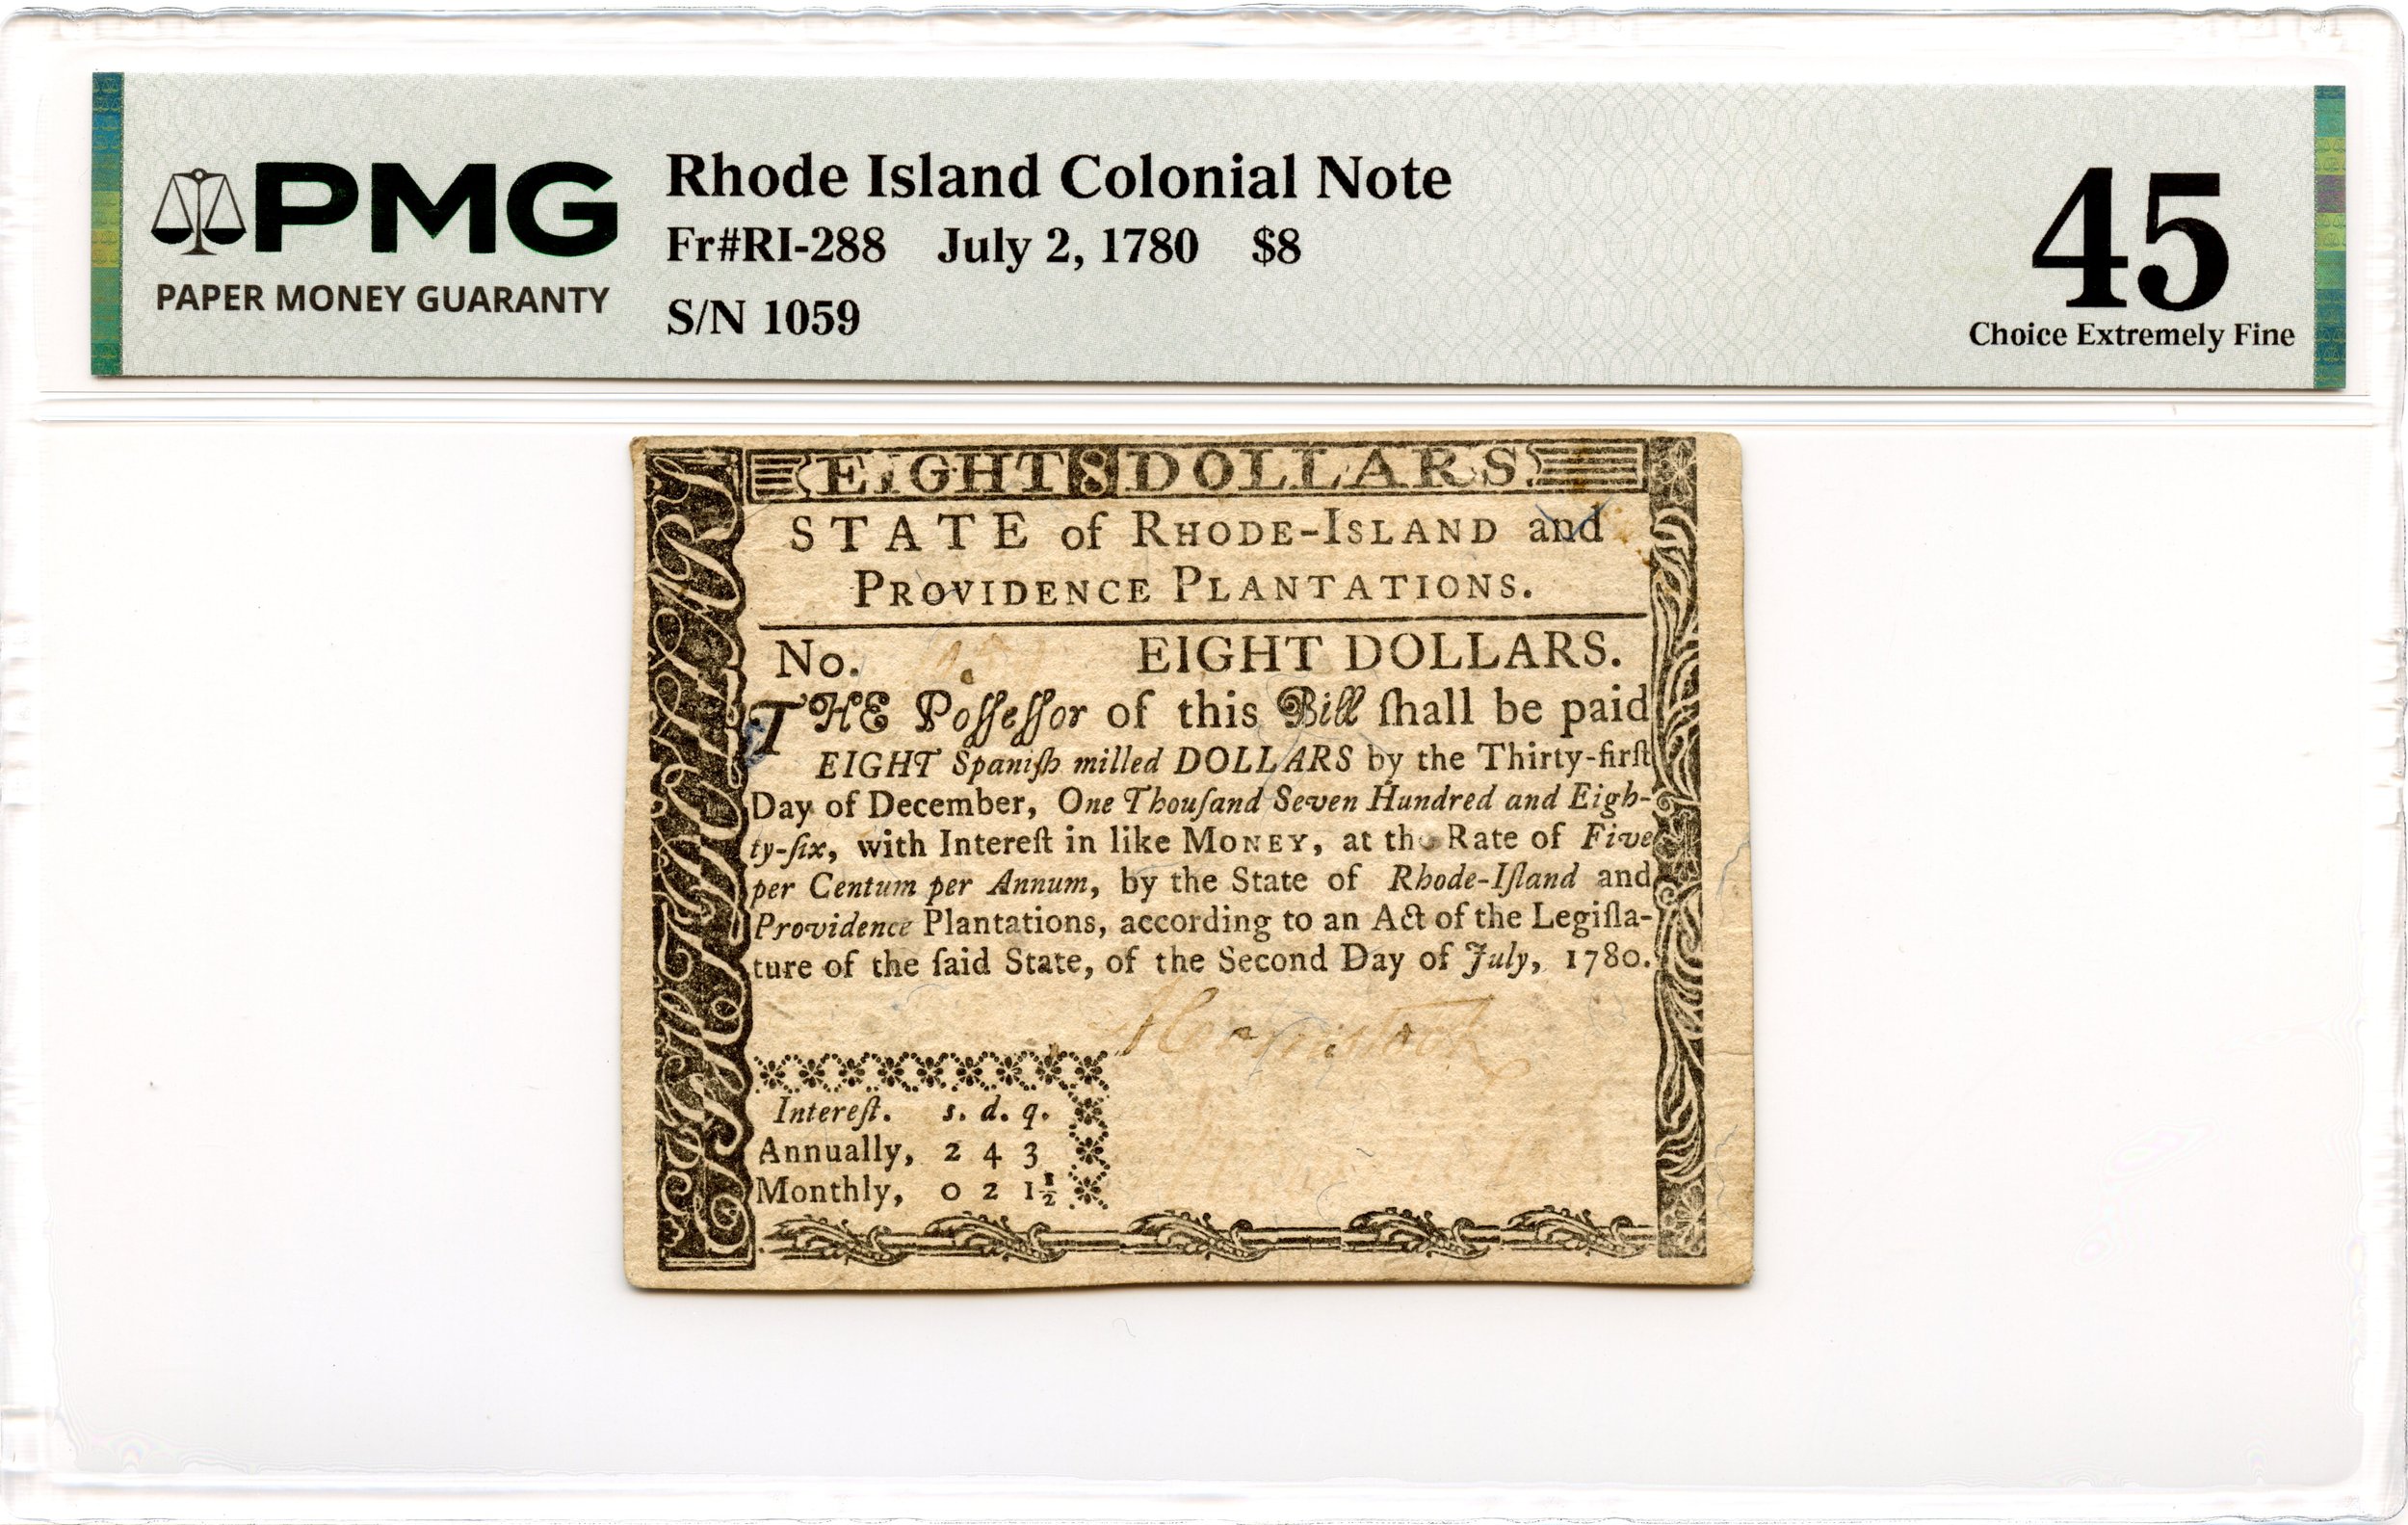 PMG
PAPER MONEY GUARANTY
Rhode Island Colonial Note
Fr#RI-288 July 2, 1780 $8
S/N 1059
45
Choice Extremely Fine
EIGHT 8 DOLLARS.
EIGHT DOLLARS
STATE of RHODE-ISLAND and
PROVIDENCE PLANTATIONS.
No. 1059 EIGHT DOLLARS.
THE Poſſeſſor of this Bill ſhall be paid
EIGHT Spaniſh milled DOLLARS by the Thirty-firſt
Day of December, One Thouſand Seven Hundred and Eigh-
ty-ſix, with Intereſt in like MONEY, at the Rate of Five
per Centum per Annum, by the State of Rhode-Iſland and
Providence Plantations, according to an Act of the Legiſla-
ture of the ſaid State, of the Second Day of July, 1780.
Intereſt. s. d. q.
Annually, 2 4 3
Monthly, 0 2 1½